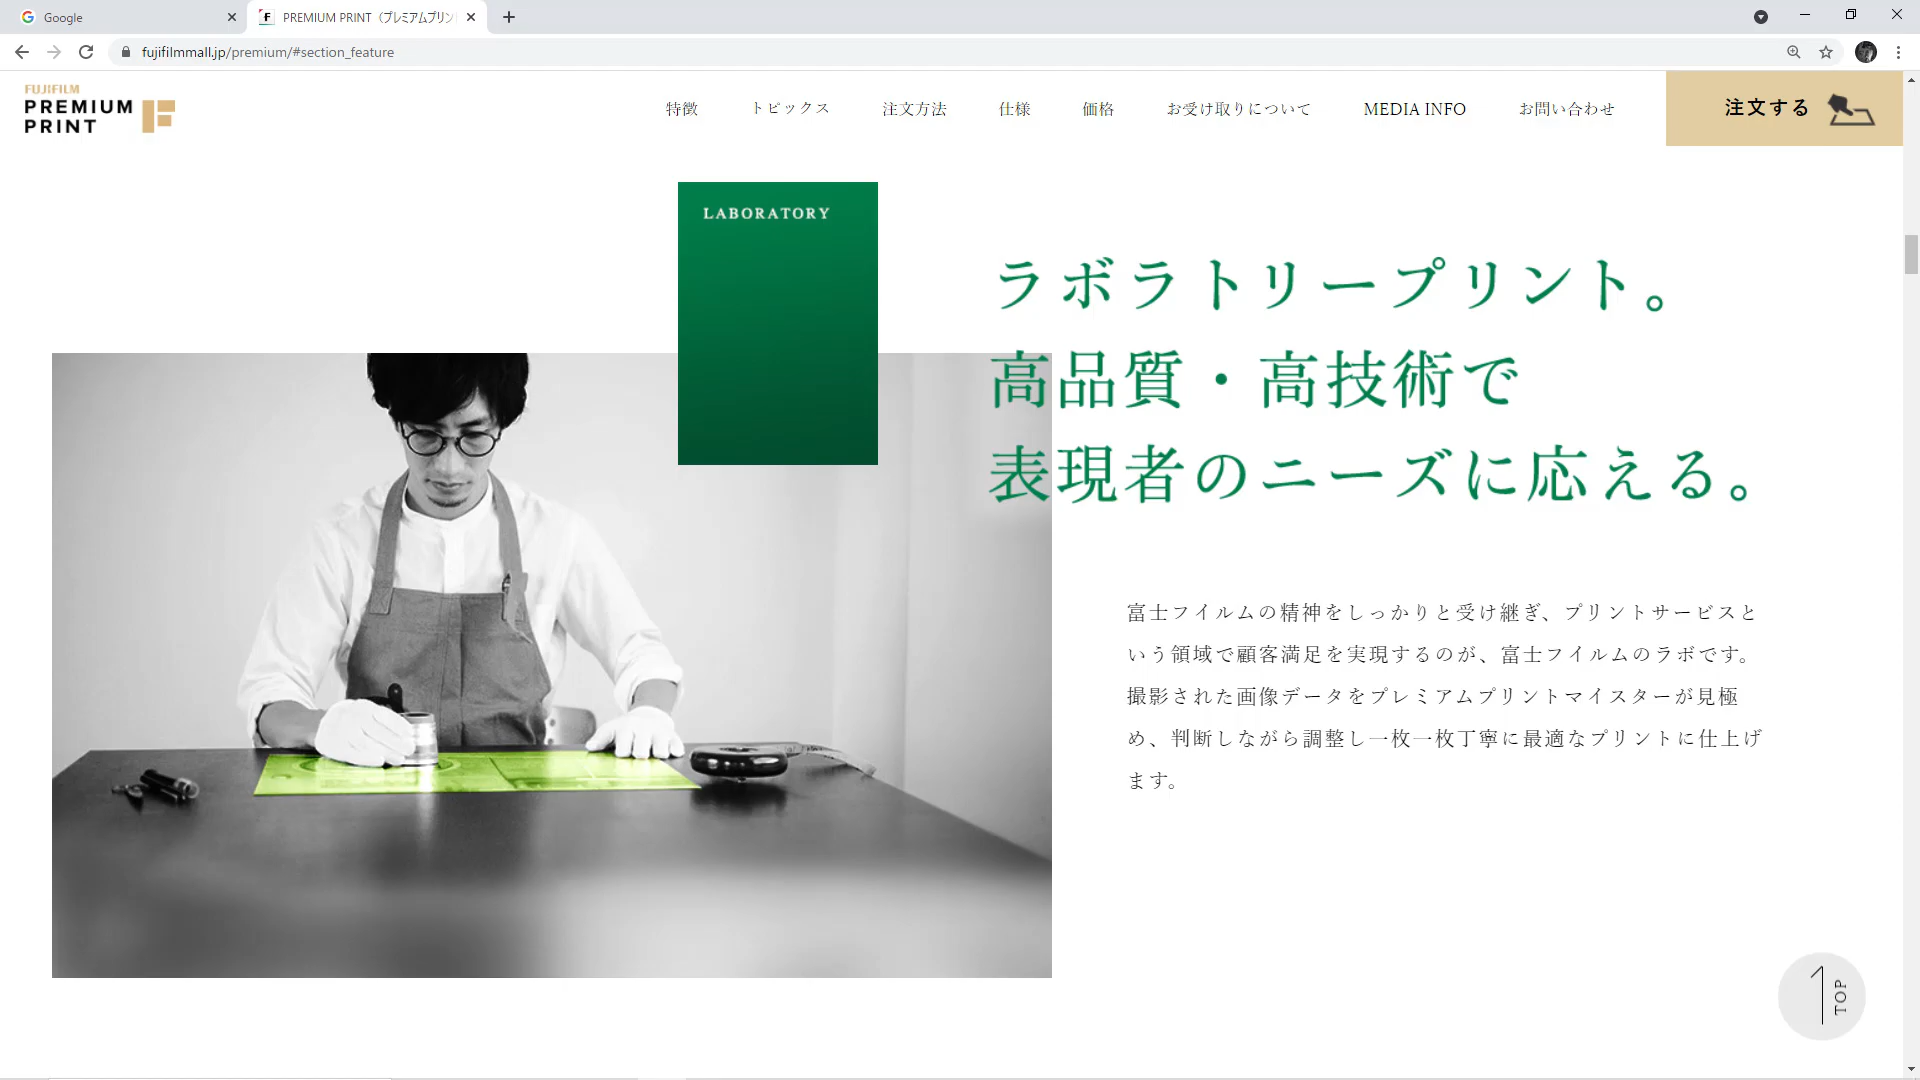 Google
PREMIUM PRINT（プレミアムプリン
fujifilmmall.jp/premium/#section_feature
FUJIFILM
PREMIUM
PRINT
特徴
トピックス
注文方法
仕様
価格
お受け取りについて
MEDIA INFO
お問い合わせ
注文する
LABORATORY
ラボラトリープリント。
高品質・高技術で
表現者のニーズに応える。
富士フイルムの精神をしっかりと受け継ぎ、プリントサービスと
いう領域で顧客満足を実現するのが、富士フイルムのラボです。
撮影された画像データをプレミアムプリントマイスターが見極
め、判断しながら調整し一枚一枚丁寧に最適なプリントに仕上げ
ます。
TOP